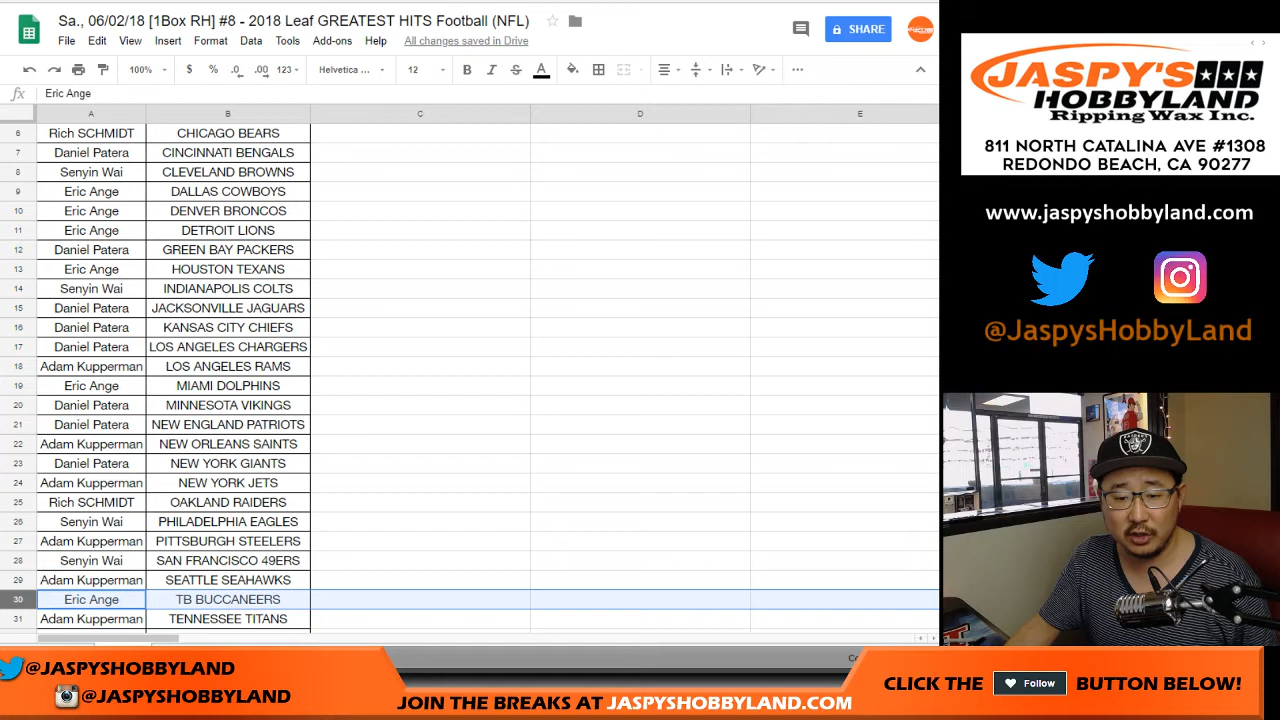 Sa., 06/02/18 [1Box RH] #8 - 2018 Leaf GREATEST HITS Football (NFL)
File Edit View Insert Format Data Tools Add-ons Help All changes saved in Drive
SHARE
100% $ % .0 .00 123 Helvetica ... 12 B I S A
fx Eric Ange
A B C D E
6 Rich SCHMIDT CHICAGO BEARS
7 Daniel Patera CINCINNATI BENGALS
8 Senyin Wai CLEVELAND BROWNS
9 Eric Ange DALLAS COWBOYS
10 Eric Ange DENVER BRONCOS
11 Eric Ange DETROIT LIONS
12 Daniel Patera GREEN BAY PACKERS
13 Eric Ange HOUSTON TEXANS
14 Senyin Wai INDIANAPOLIS COLTS
15 Daniel Patera JACKSONVILLE JAGUARS
16 Daniel Patera KANSAS CITY CHIEFS
17 Daniel Patera LOS ANGELES CHARGERS
18 Adam Kupperman LOS ANGELES RAMS
19 Eric Ange MIAMI DOLPHINS
20 Daniel Patera MINNESOTA VIKINGS
21 Daniel Patera NEW ENGLAND PATRIOTS
22 Adam Kupperman NEW ORLEANS SAINTS
23 Daniel Patera NEW YORK GIANTS
24 Adam Kupperman NEW YORK JETS
25 Rich SCHMIDT OAKLAND RAIDERS
26 Senyin Wai PHILADELPHIA EAGLES
27 Adam Kupperman PITTSBURGH STEELERS
28 Senyin Wai SAN FRANCISCO 49ERS
29 Adam Kupperman SEATTLE SEAHAWKS
30 Eric Ange TB BUCCANEERS
31 Adam Kupperman TENNESSEE TITANS
JASPY'S
HOBBYLAND
Ripping Wax Inc.
811 NORTH CATALINA AVE #1308
REDONDO BEACH, CA 90277
www.jaspyshobbyland.com
@JaspysHobbyLand
RAIDERS
@JASPYSHOBBYLAND
@JASPYSHOBBYLAND
JOIN THE BREAKS AT JASPYSHOBBYLAND.COM
CLICK THE Follow BUTTON BELOW!